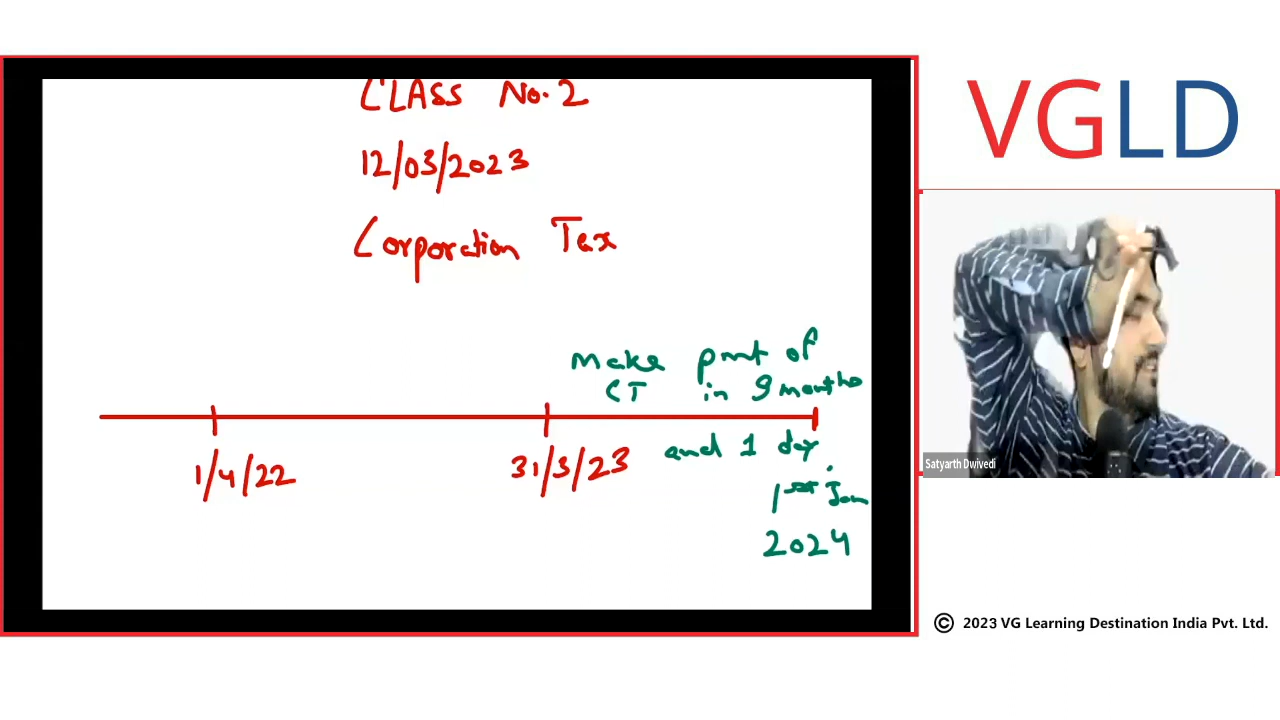 CLASS No. 2
12/03/2023
Corporation Tax
make pmt of
CT in 9 months
and 1 day.
1st Jan
2024
1/4/22
31/3/23
VGLD
Satyarth Dwivedi
© 2023 VG Learning Destination India Pvt. Ltd.